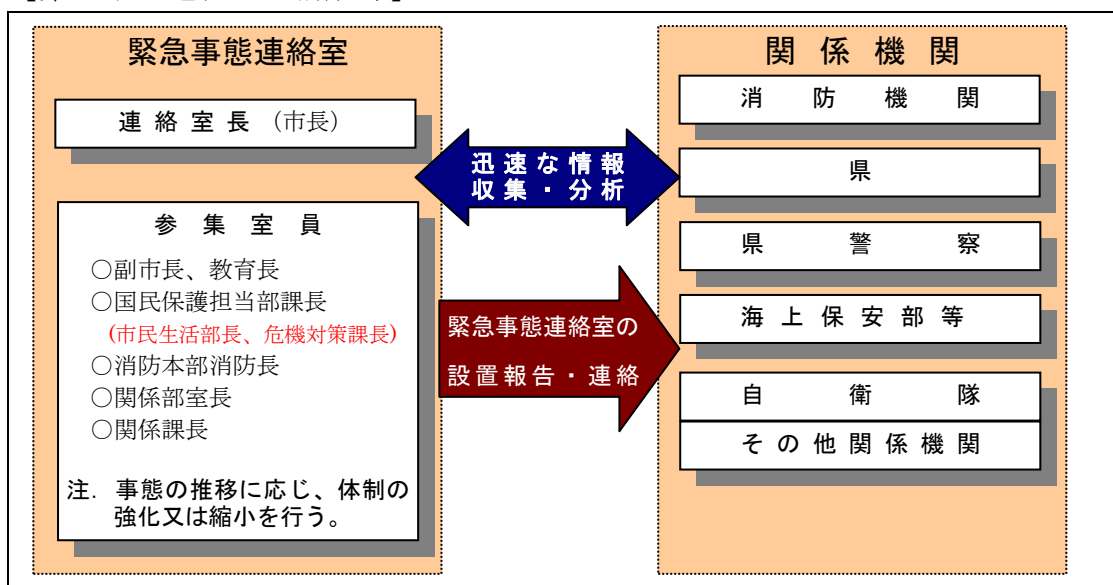 緊急事態連絡室
連絡室長（市長）
参集室員
○副市長、教育長
○国民保護担当部課長
(市民生活部長、危機対策課長)
○消防本部消防長
○関係部室長
○関係課長
注．事態の推移に応じ、体制の
強化又は縮小を行う。
迅速な情報
収集・分析
緊急事態連絡室の
設置報告・連絡
関係機関
消防機関
県
県警察
海上保安部等
自衛隊
その他関係機関